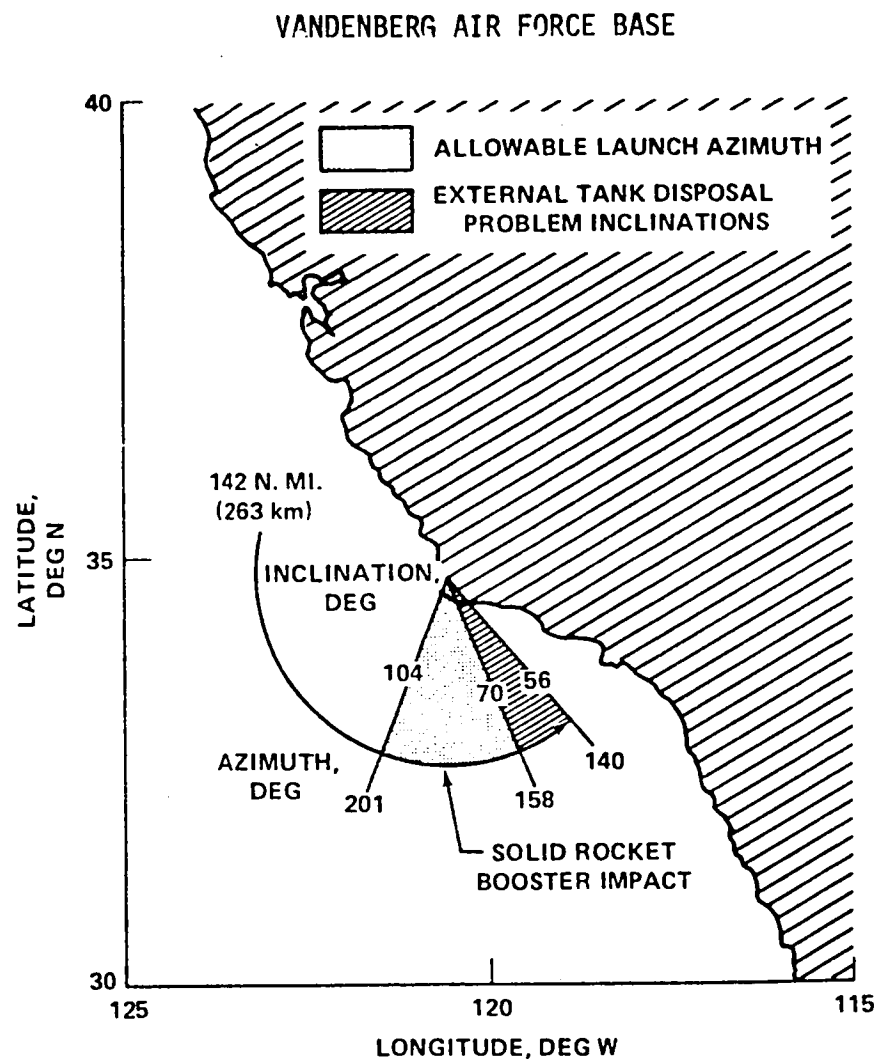 VANDENBERG AIR FORCE BASE
40
ALLOWABLE LAUNCH AZIMUTH
EXTERNAL TANK DISPOSAL
PROBLEM INCLINATIONS
142 N. MI.
(263 km)
LATITUDE,
DEG N
35
INCLINATION,
DEG
104
70
56
AZIMUTH,
DEG
201
158
140
SOLID ROCKET
BOOSTER IMPACT
30
125
120
115
LONGITUDE, DEG W